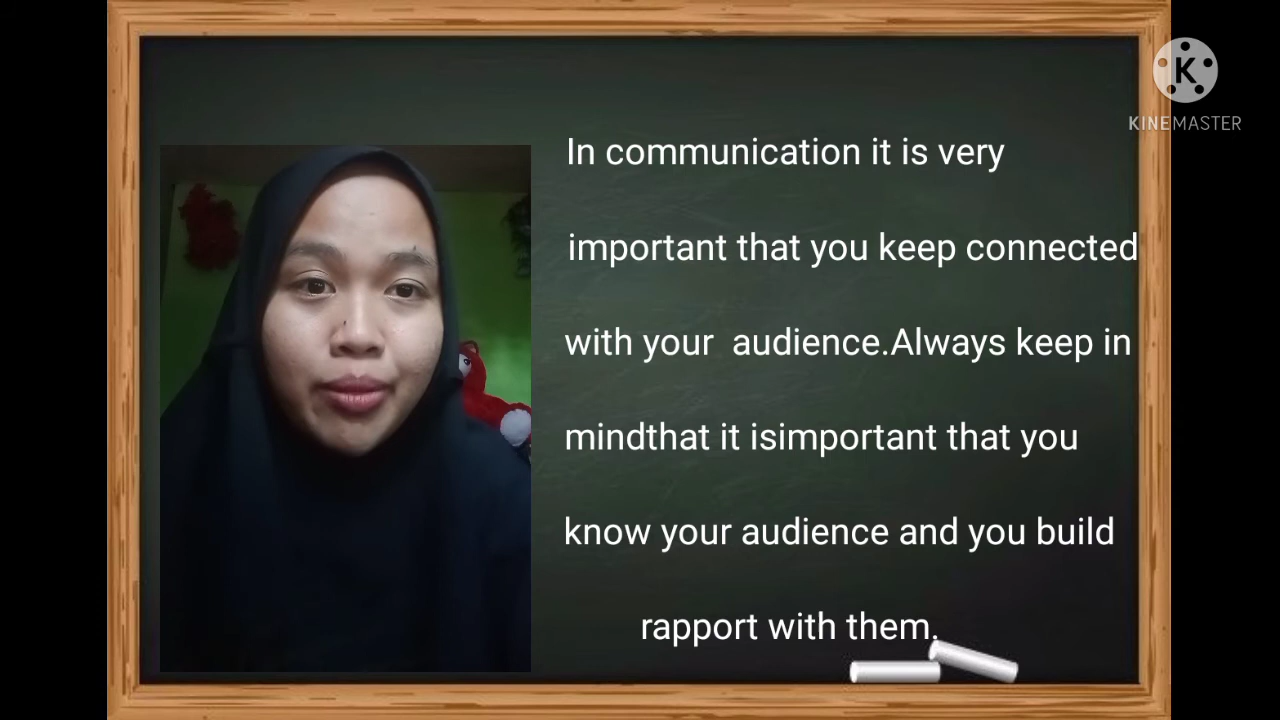 K
KINEMASTER
In communication it is very
important that you keep connected
with your  audience.Always keep in
mindthat it isimportant that you
know your audience and you build
rapport with them.